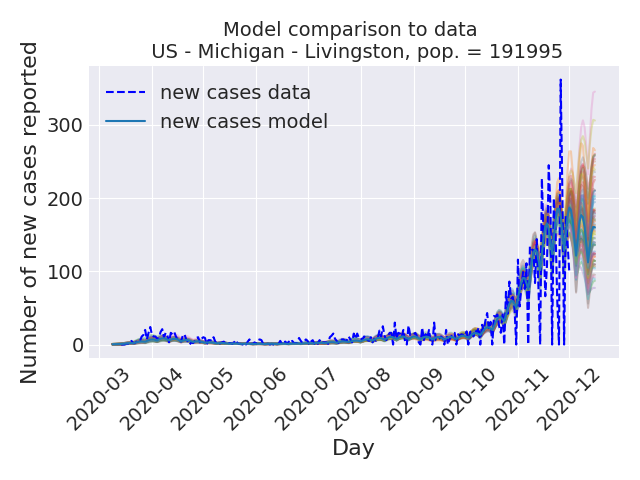 Model comparison to data
US - Michigan - Livingston, pop. = 191995
Number of new cases reported
new cases data
new cases model
300
200
100
0
2020-03
2020-04
2020-05
2020-06
2020-07
2020-08
2020-09
2020-10
2020-11
2020-12
Day